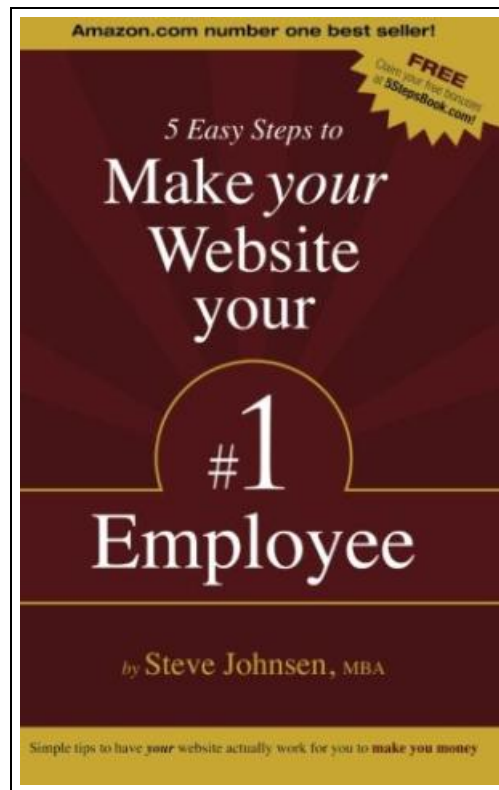 Amazon.com number one best seller!
FREE
Claim your free bonuses
at 5StepsBook.com!
5 Easy Steps to
Make your
Website
your
#1
Employee
by Steve Johnsen, MBA
Simple tips to have your website actually work for you to make you money